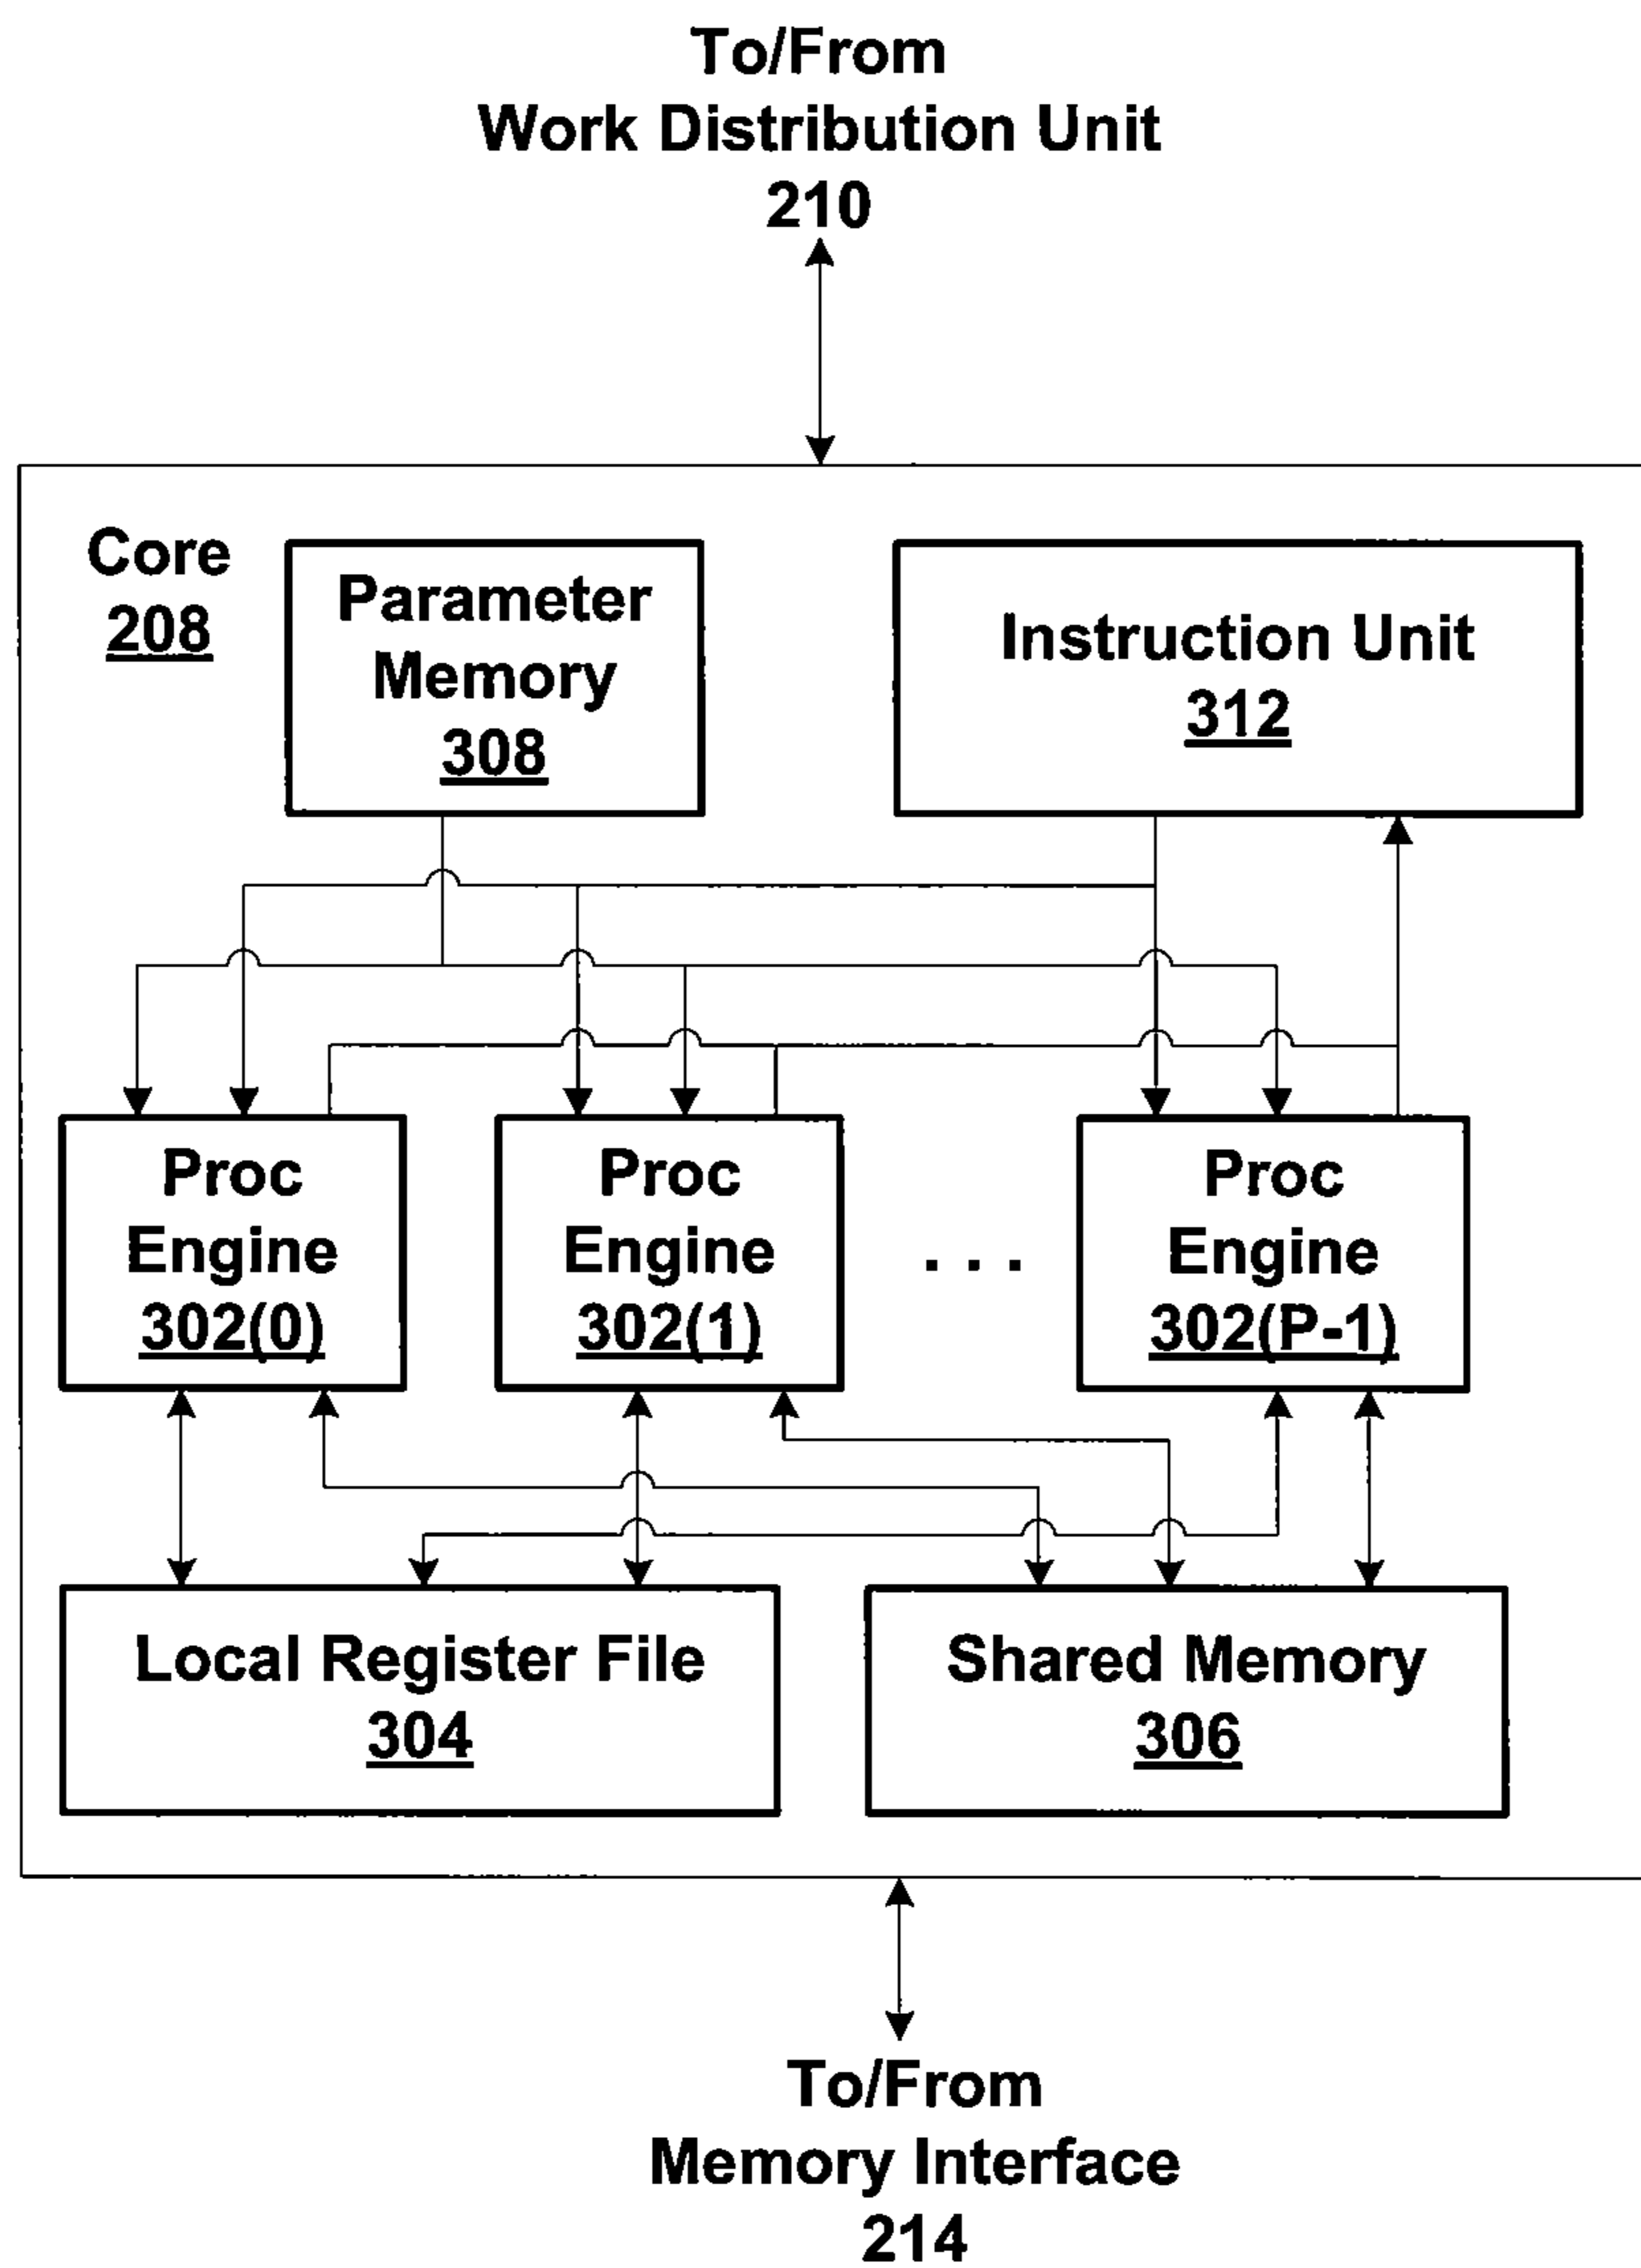 To/From
Work Distribution Unit
210
Core
208
Parameter
Memory
308
Instruction Unit
312
Proc
Engine
302(0)
Proc
Engine
302(1)
. . .
Proc
Engine
302(P-1)
Local Register File
304
Shared Memory
306
To/From
Memory Interface
214